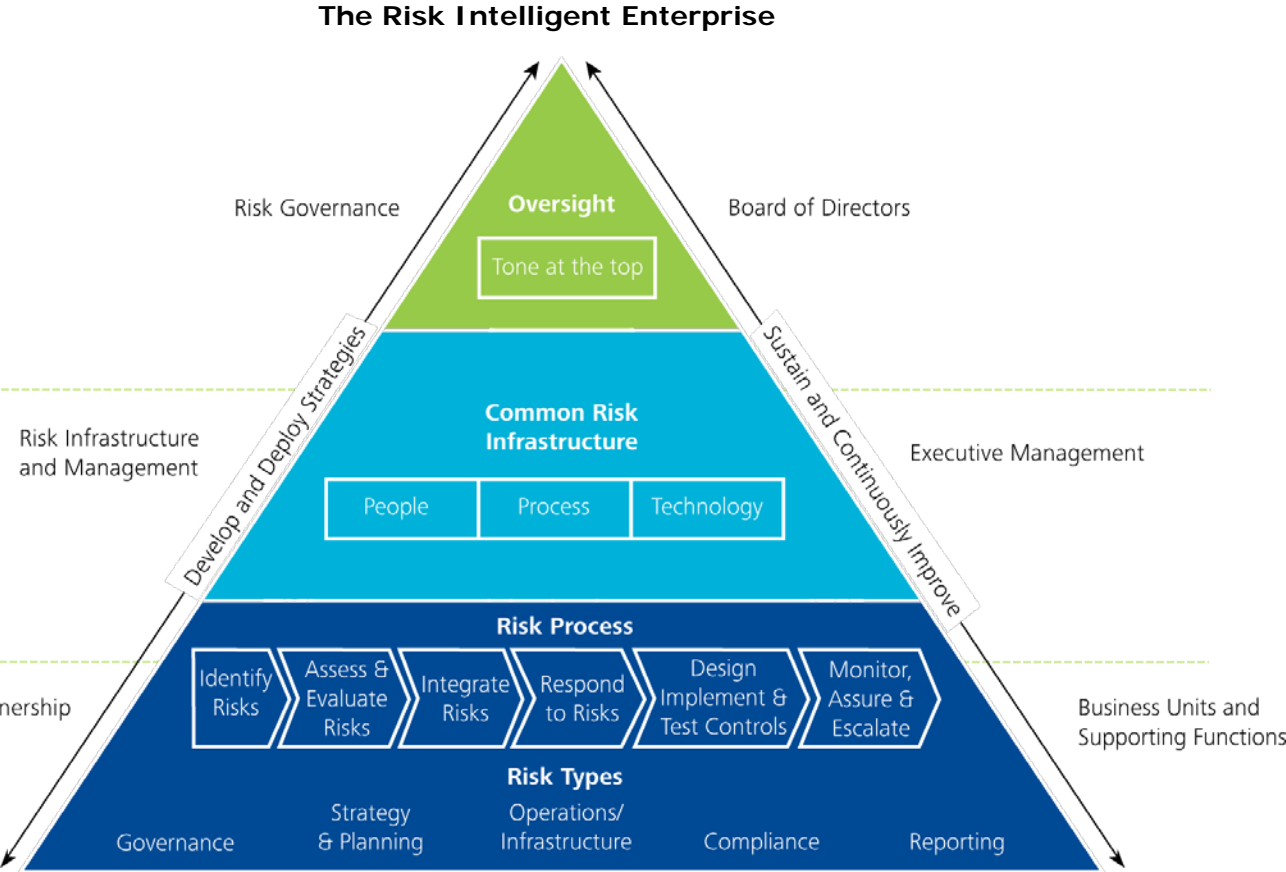 The Risk Intelligent Enterprise
Risk Governance
Oversight
Board of Directors
Tone at the top
Develop and Deploy Strategies
Sustain and Continuously Improve
Risk Infrastructure
and Management
Common Risk
Infrastructure
Executive Management
People
Process
Technology
Risk Process
Identify
Risks
Assess &
Evaluate
Risks
Integrate
Risks
Respond
to Risks
Design
Implement &
Test Controls
Monitor,
Assure &
Escalate
Business Units and
Supporting Functions
Risk Types
Governance
Strategy
& Planning
Operations/
Infrastructure
Compliance
Reporting